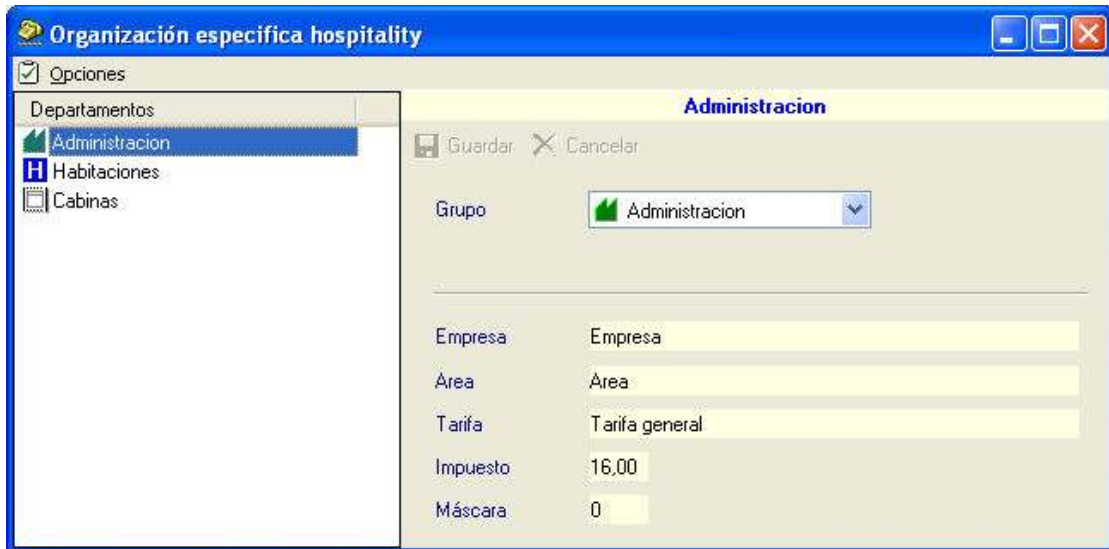 Organización especifica hospitality
Opciones
Departamentos
Administracion
Habitaciones
H
Cabinas
Administracion
Guardar Cancelar
Grupo Administracion
Empresa Empresa
Area Area
Tarifa Tarifa general
Impuesto 16,00
Máscara 0